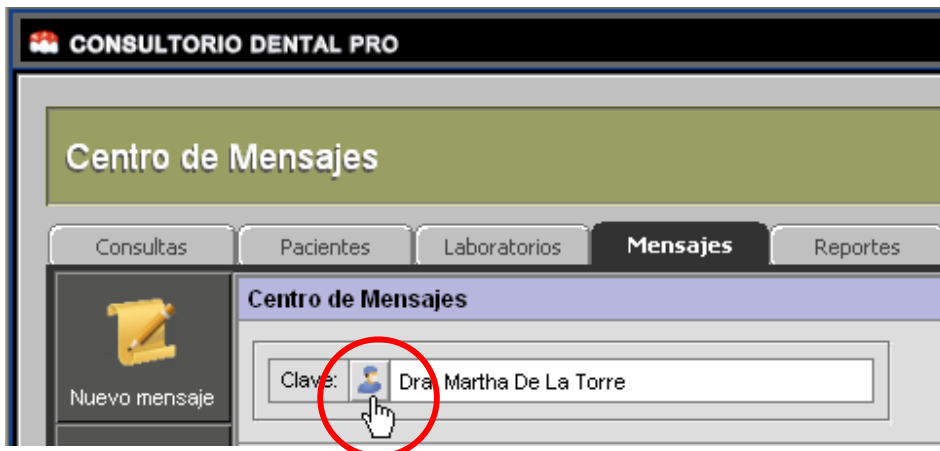 CONSULTORIO DENTAL PRO
Centro de Mensajes
Consultas Pacientes Laboratorios Mensajes Reportes
Centro de Mensajes
Nuevo mensaje
Clave: Dra. Martha De La Torre